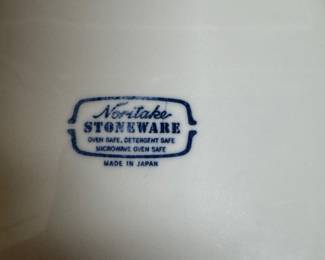 Noritake
STONEWARE
OVEN SAFE, DETERGENT SAFE
MICROWAVE OVEN SAFE
MADE IN JAPAN